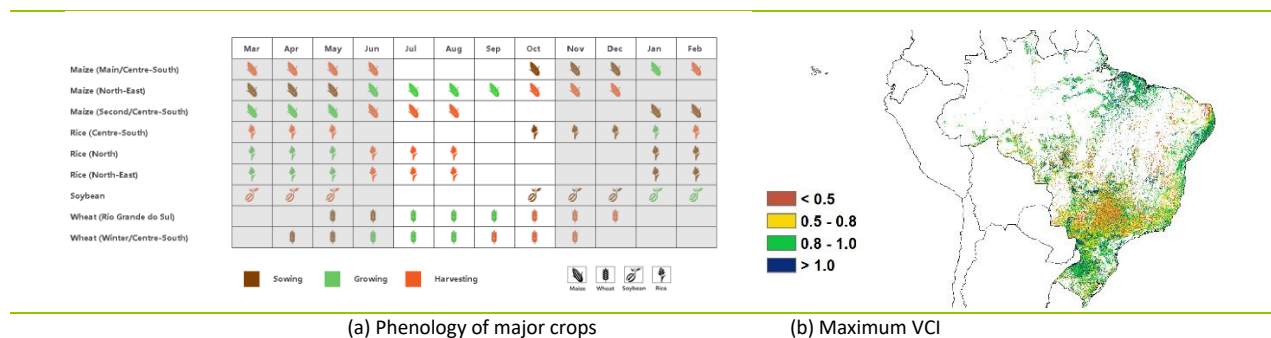 Mar Apr May Jun Jul Aug Sep Oct Nov Dec Jan Feb
Maize (Main/Centre-South)
Maize (North-East)
Maize (Second/Centre-South)
Rice (Centre-South)
Rice (North)
Rice (North-East)
Soybean
Wheat (Rio Grande do Sul)
Wheat (Winter/Centre-South)
Sowing Growing Harvesting
Maize Wheat Soybean Rice
< 0.5
0.5 - 0.8
0.8 - 1.0
> 1.0
(a) Phenology of major crops (b) Maximum VCI